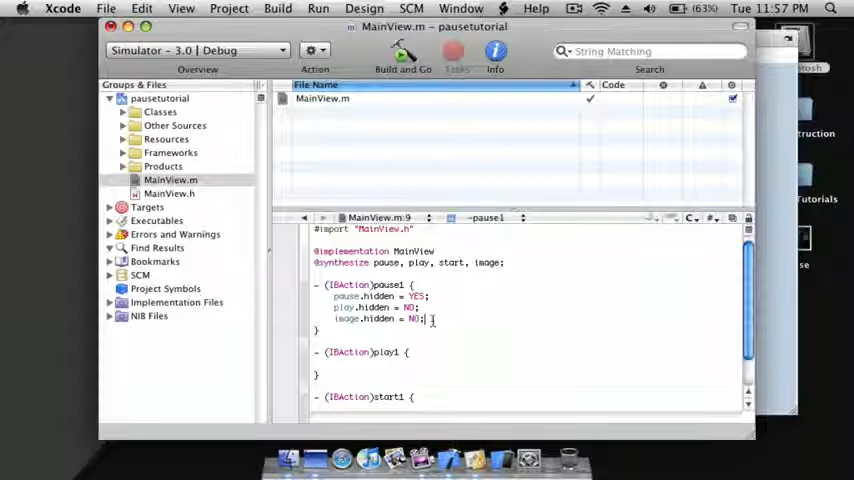 Xcode File Edit View Project Build Run Design SCM Window Help (63%) Tue 11:57 PM
MainView.m - pausetutorial
Simulator - 3.0 | Debug
String Matching
Overview Action Build and Go Tasks Info Search
Groups & Files
File Name Code
pausetutorial
MainView.m
Classes
Other Sources
Resources
Frameworks
Products
MainView.m
MainView.h
Targets
Executables
Errors and Warnings
Find Results
Bookmarks
SCM
Project Symbols
Implementation Files
NIB Files
MainView.m:9 -pause1 C # 
#import "MainView.h"
@implementation MainView
@synthesize pause, play, start, image;
- (IBAction)pause1 {
pause.hidden = YES;
play.hidden = NO;
image.hidden = NO;
}
- (IBAction)play1 {
}
- (IBAction)start1 {
tosh
struction
Tutorials
se